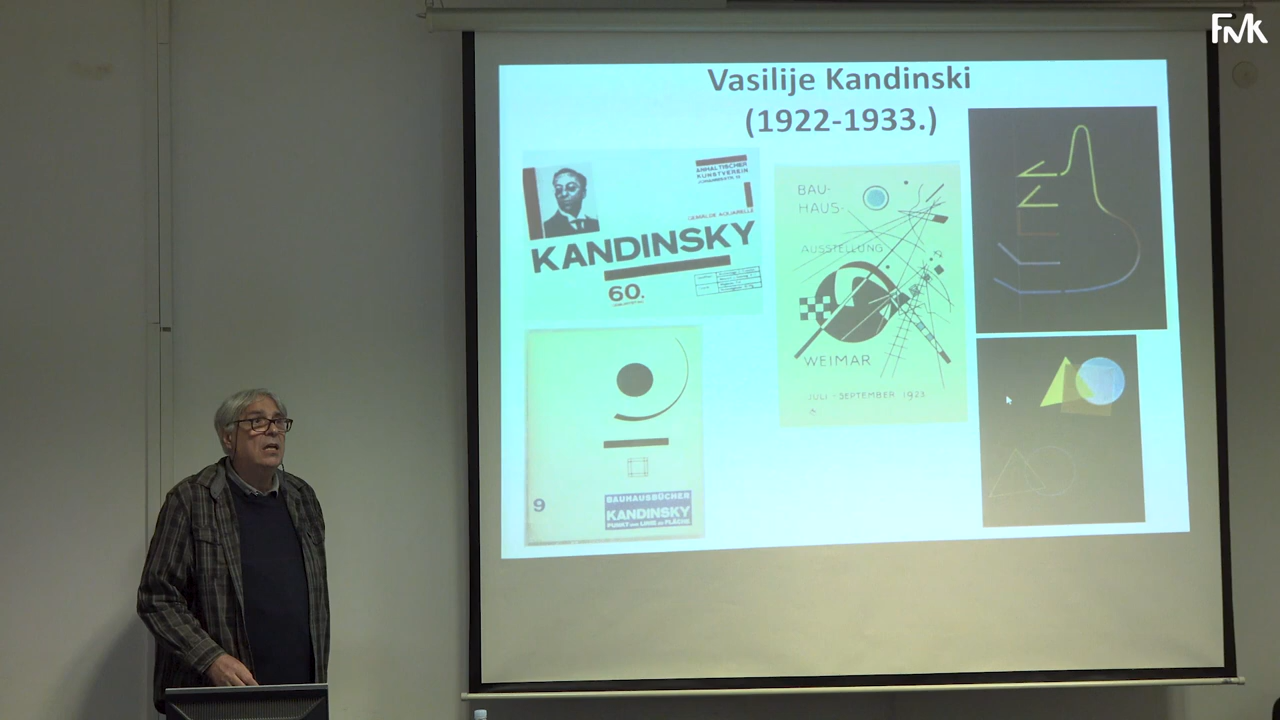 FMK
Vasilije Kandinski
(1922-1933.)
ANHALTISCHER
KUNSTVEREIN
GEMÄLDE AQUARELLE
KANDINSKY
60.
BAU-
HAUS-
AUSSTELLUNG
WEIMAR
JULI - SEPTEMBER 1923
9
BAUHAUSBÜCHER
KANDINSKY
PUNKT UND LINIE ZU FLÄCHE